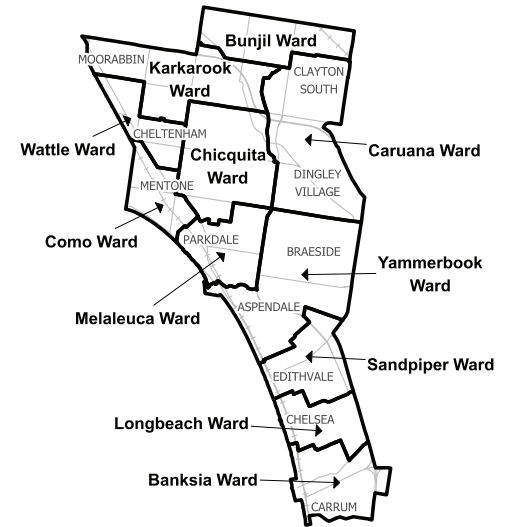 Bunjil Ward
MOORABBIN
Karkarook
Ward
CLAYTON
SOUTH
CHELTENHAM
Wattle Ward
Chicquita
Ward
Caruana Ward
DINGLEY
VILLAGE
MENTONE
Como Ward
PARKDALE
BRAESIDE
Yammerbook
Ward
Melaleuca Ward
ASPENDALE
Sandpiper Ward
EDITHVALE
Longbeach Ward
CHELSEA
Banksia Ward
CARRUM